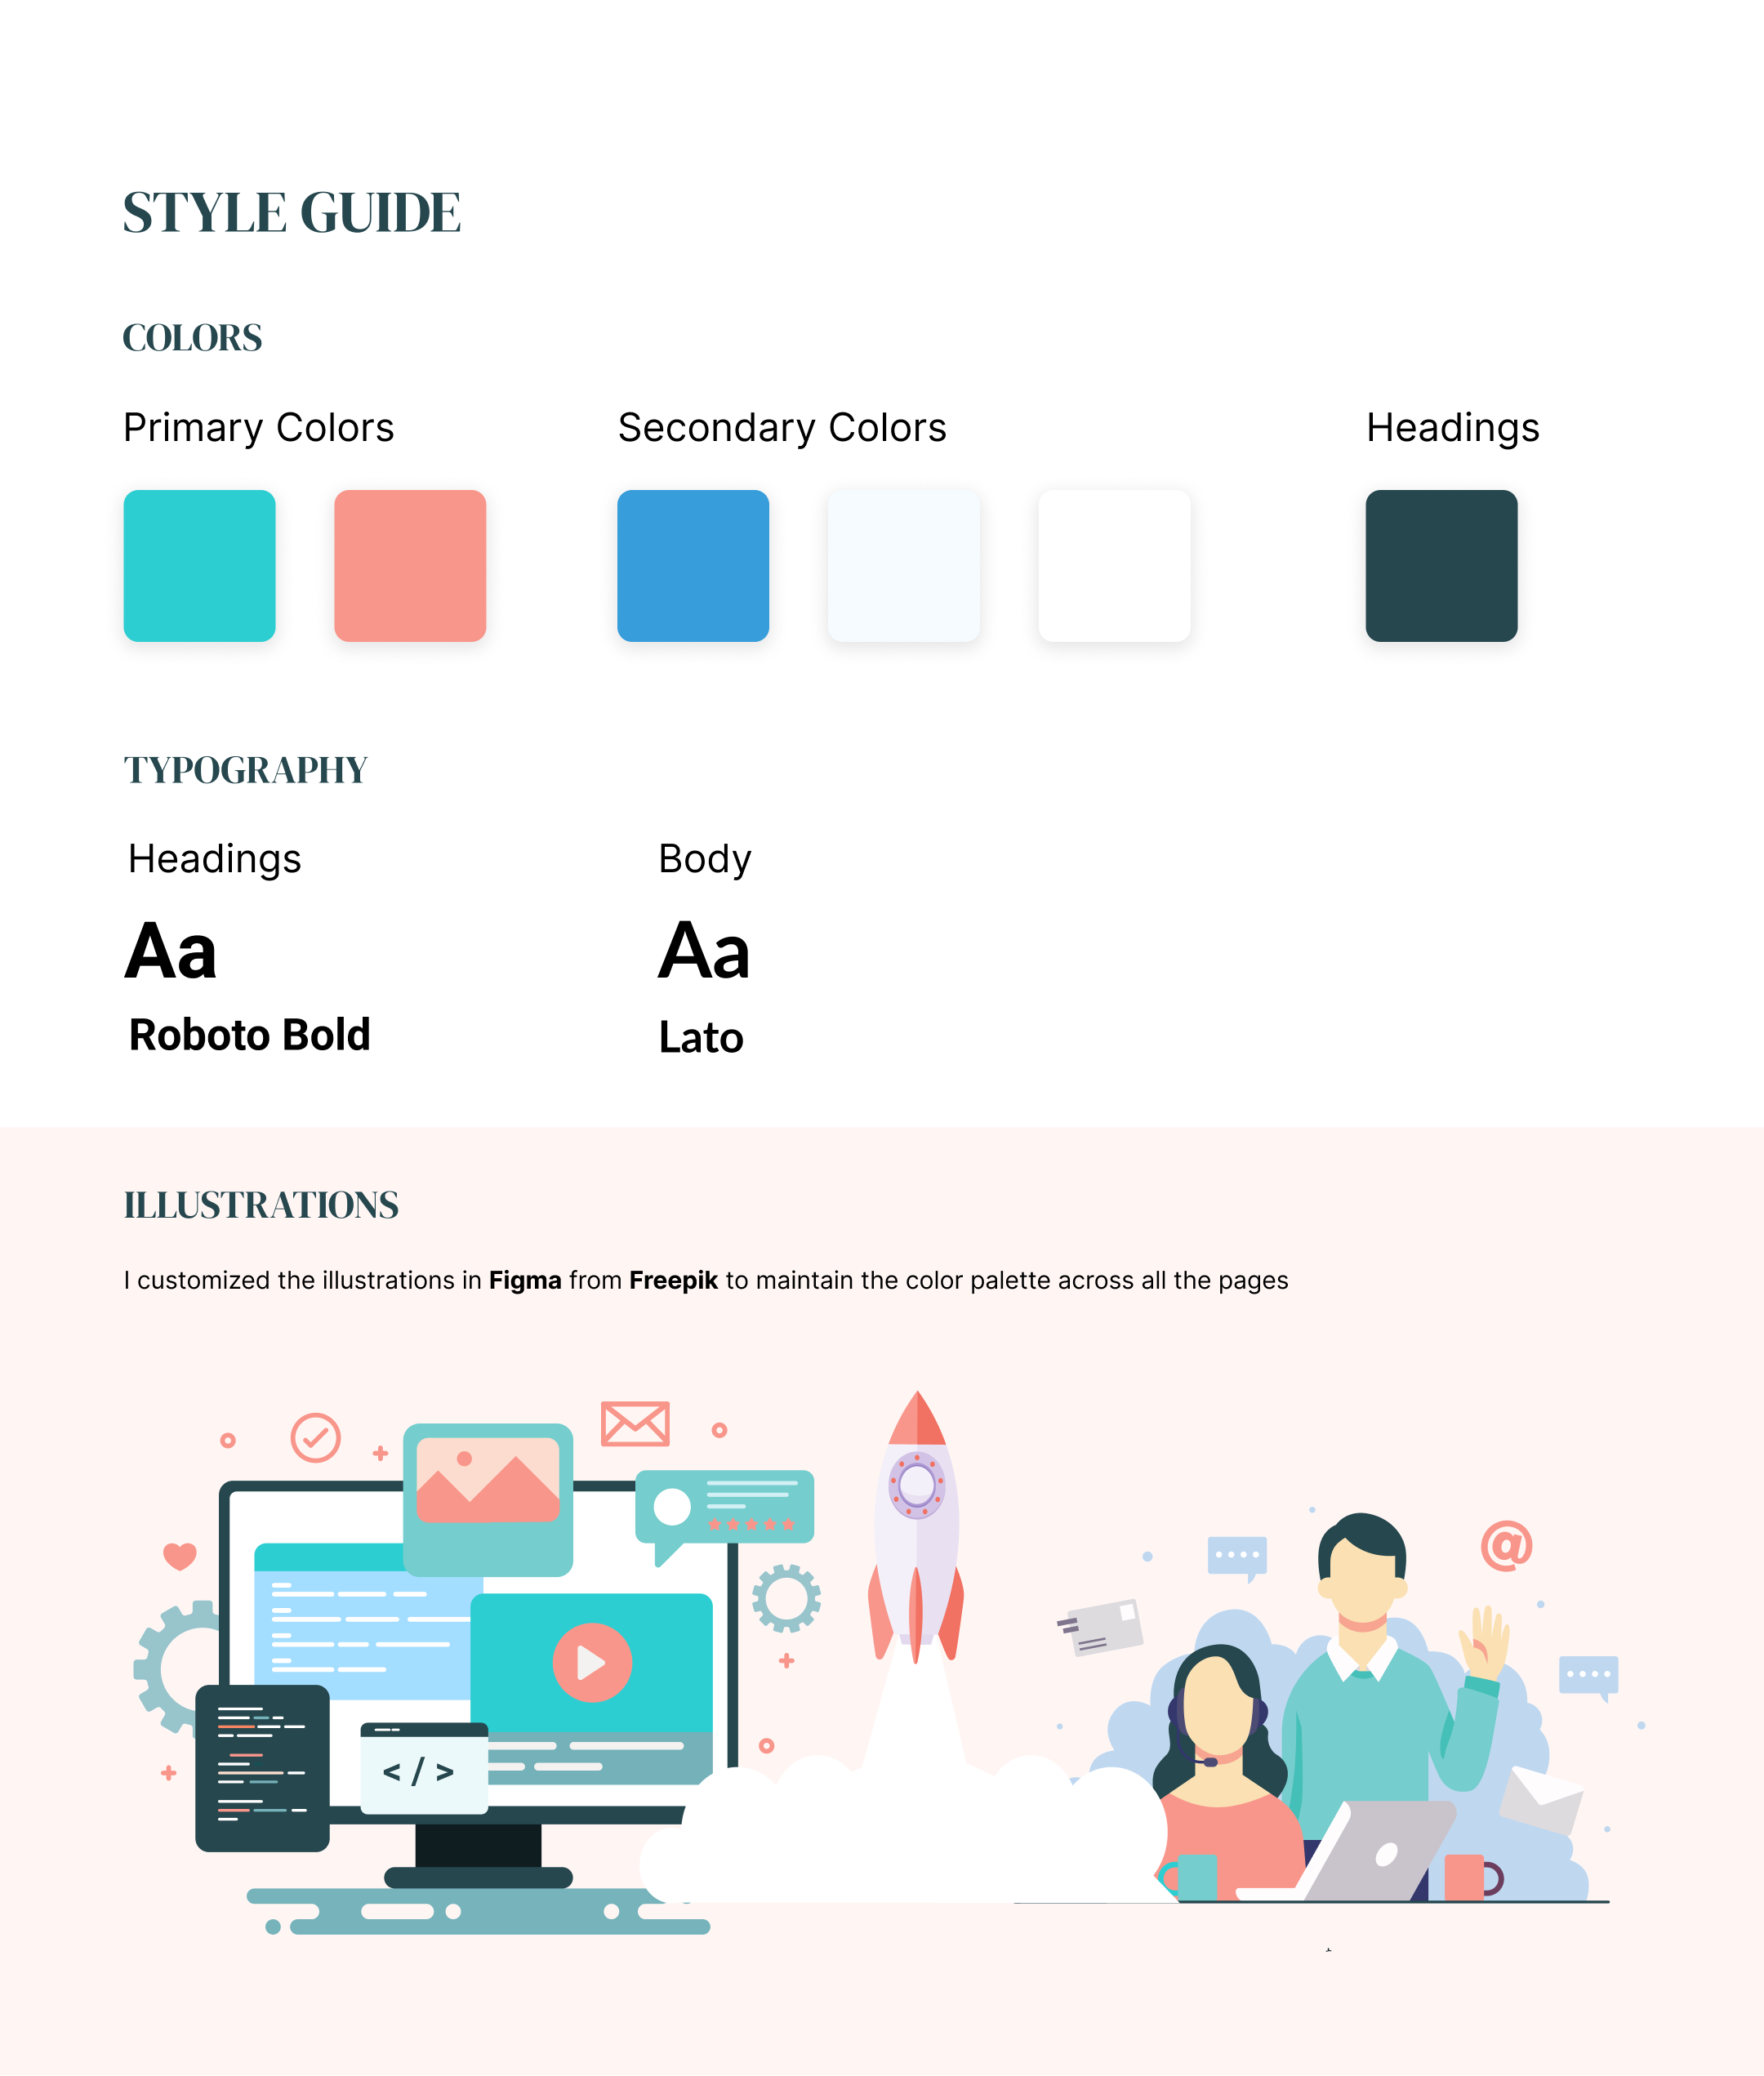 STYLE GUIDE
COLORS
Primary Colors
Secondary Colors
Headings
TYPOGRAPHY
Headings
Body
Aa
Aa
Roboto Bold
Lato
ILLUSTRATIONS
I customized the illustrations in Figma from Freepik to maintain the color palette across all the pages
@
</>